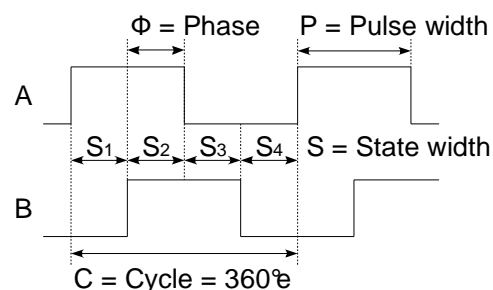 Φ = Phase P = Pulse width
A
S1 S2 S3 S4 S = State width
B
C = Cycle = 360°e